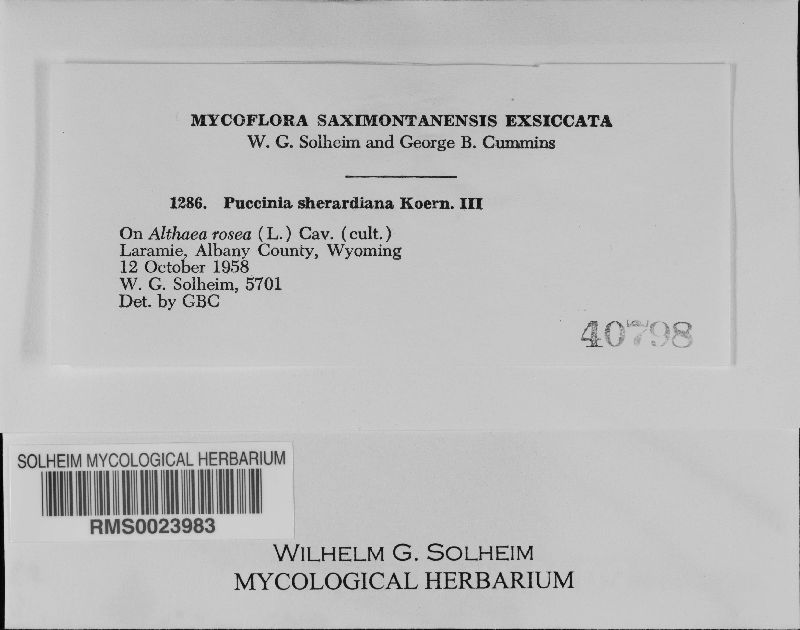 MYCOFLORA SAXIMONTANENSIS EXSICCATA
W. G. Solheim and George B. Cummins
1286. Puccinia sherardiana Koern. III
On Althaea rosea (L.) Cav. (cult.)
Laramie, Albany County, Wyoming
12 October 1958
W. G. Solheim, 5701
Det. by GBC
40798
SOLHEIM MYCOLOGICAL HERBARIUM
RMS0023983
WILHELM G. SOLHEIM
MYCOLOGICAL HERBARIUM